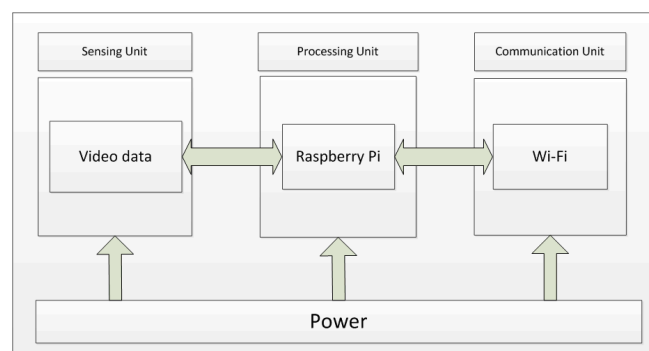 Sensing Unit
Processing Unit
Communication Unit
Video data
Raspberry Pi
Wi-Fi
Power